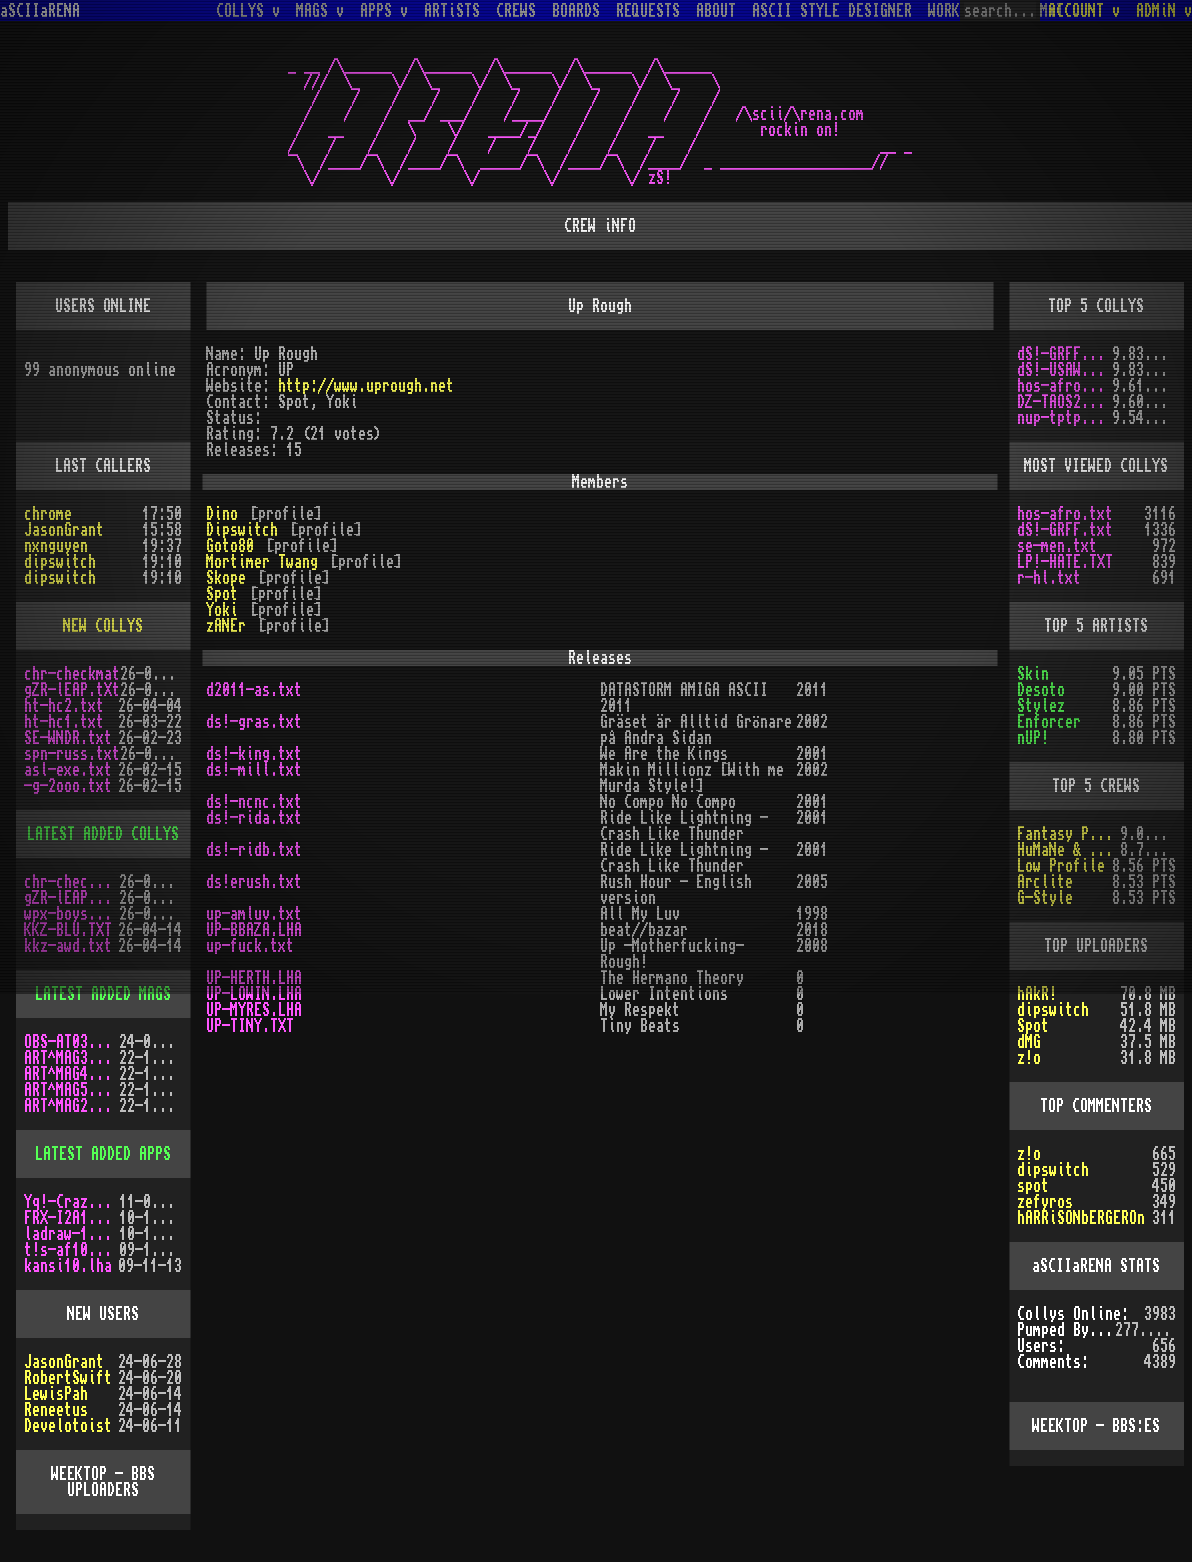 aSCIIaRENA
COLLYS v MAGS v APPS v ARTiSTS CREWS BOARDS REQUESTS ABOUT ASCII STYLE DESIGNER WORK search... ACCOUNT v ADMiN v
/\scii/\rena.com
rockin on!
zS!
CREW iNFO
USERS ONLINE
99 anonymous online
LAST CALLERS
chrome 17:50
JasonGrant 15:58
nxnguyen 19:37
dipswitch 19:10
dipswitch 19:10
NEW COLLYS
chr-checkmat26-0...
gZR-lEAP.tXt26-0...
ht-hc2.txt 26-04-04
ht-hc1.txt 26-03-22
SE-WNDR.txt 26-02-23
spn-russ.txt26-0...
asl-exe.txt 26-02-15
-g-2ooo.txt 26-02-15
LATEST ADDED COLLYS
chr-chec... 26-0...
gZR-lEAP... 26-0...
wpx-boys... 26-0...
KKZ-BLU.TXT 26-04-14
kkz-awd.txt 26-04-14
LATEST ADDED MAGS
OBS-AT03... 24-0...
ART^MAG3... 22-1...
ART^MAG4... 22-1...
ART^MAG5... 22-1...
ART^MAG2... 22-1...
LATEST ADDED APPS
Yq!-Craz... 11-0...
FRX-I2A1... 10-1...
ladraw-1... 10-1...
t!s-af10... 09-1...
kansi10.lha 09-11-13
NEW USERS
JasonGrant 24-06-28
RobertSwift 24-06-20
LewisPah 24-06-14
Reneetus 24-06-14
Develotoist 24-06-11
WEEKTOP - BBS
UPLOADERS
Up Rough
Name: Up Rough
Acronym: UP
Website: http://www.uprough.net
Contact: Spot, Yoki
Status:
Rating: 7.2 (21 votes)
Releases: 15
Members
Dino [profile]
Dipswitch [profile]
Goto80 [profile]
Mortimer Twang [profile]
Skope [profile]
Spot [profile]
Yoki [profile]
zANEr [profile]
Releases
d2011-as.txt DATASTORM AMIGA ASCII 2011
2011
ds!-gras.txt Gräset är Alltid Grönare 2002
på Andra Sidan
ds!-king.txt We Are the Kings 2001
ds!-mill.txt Makin Millionz [With me 2002
Murda Style!]
ds!-ncnc.txt No Compo No Compo 2001
ds!-rida.txt Ride Like Lightning - 2001
Crash Like Thunder
ds!-ridb.txt Ride Like Lightning - 2001
Crash Like Thunder
ds!erush.txt Rush Hour - English 2005
version
up-amluv.txt All My Luv 1998
UP-BBAZA.LHA beat//bazar 2018
up-fuck.txt Up -Motherfucking- 2008
Rough!
UP-HERTH.LHA The Hermano Theory 0
UP-LOWIN.LHA Lower Intentions 0
UP-MYRES.LHA My Respekt 0
UP-TINY.TXT Tiny Beats 0
TOP 5 COLLYS
dS!-GRFF... 9.83...
dS!-USAW... 9.83...
hos-afro... 9.61...
DZ-TAOS2... 9.60...
nup-tptp... 9.54...
MOST VIEWED COLLYS
hos-afro.txt 3116
dS!-GRFF.txt 1336
se-men.txt 972
LP!-HATE.TXT 839
r-hl.txt 691
TOP 5 ARTISTS
Skin 9.05 PTS
Desoto 9.00 PTS
Stylez 8.86 PTS
Enforcer 8.86 PTS
nUP! 8.80 PTS
TOP 5 CREWS
Fantasy P... 9.0...
HuMaNe & ... 8.7...
Low Profile 8.56 PTS
Arclite 8.53 PTS
G-Style 8.53 PTS
TOP UPLOADERS
hAkR! 70.8 MB
dipswitch 51.8 MB
Spot 42.4 MB
dMG 37.5 MB
z!o 31.8 MB
TOP COMMENTERS
z!o 665
dipswitch 529
spot 450
zefyros 349
hARRiSONbERGEROn 311
aSCIIaRENA STATS
Collys Online: 3983
Pumped By...277....
Users: 656
Comments: 4389
WEEKTOP - BBS:ES